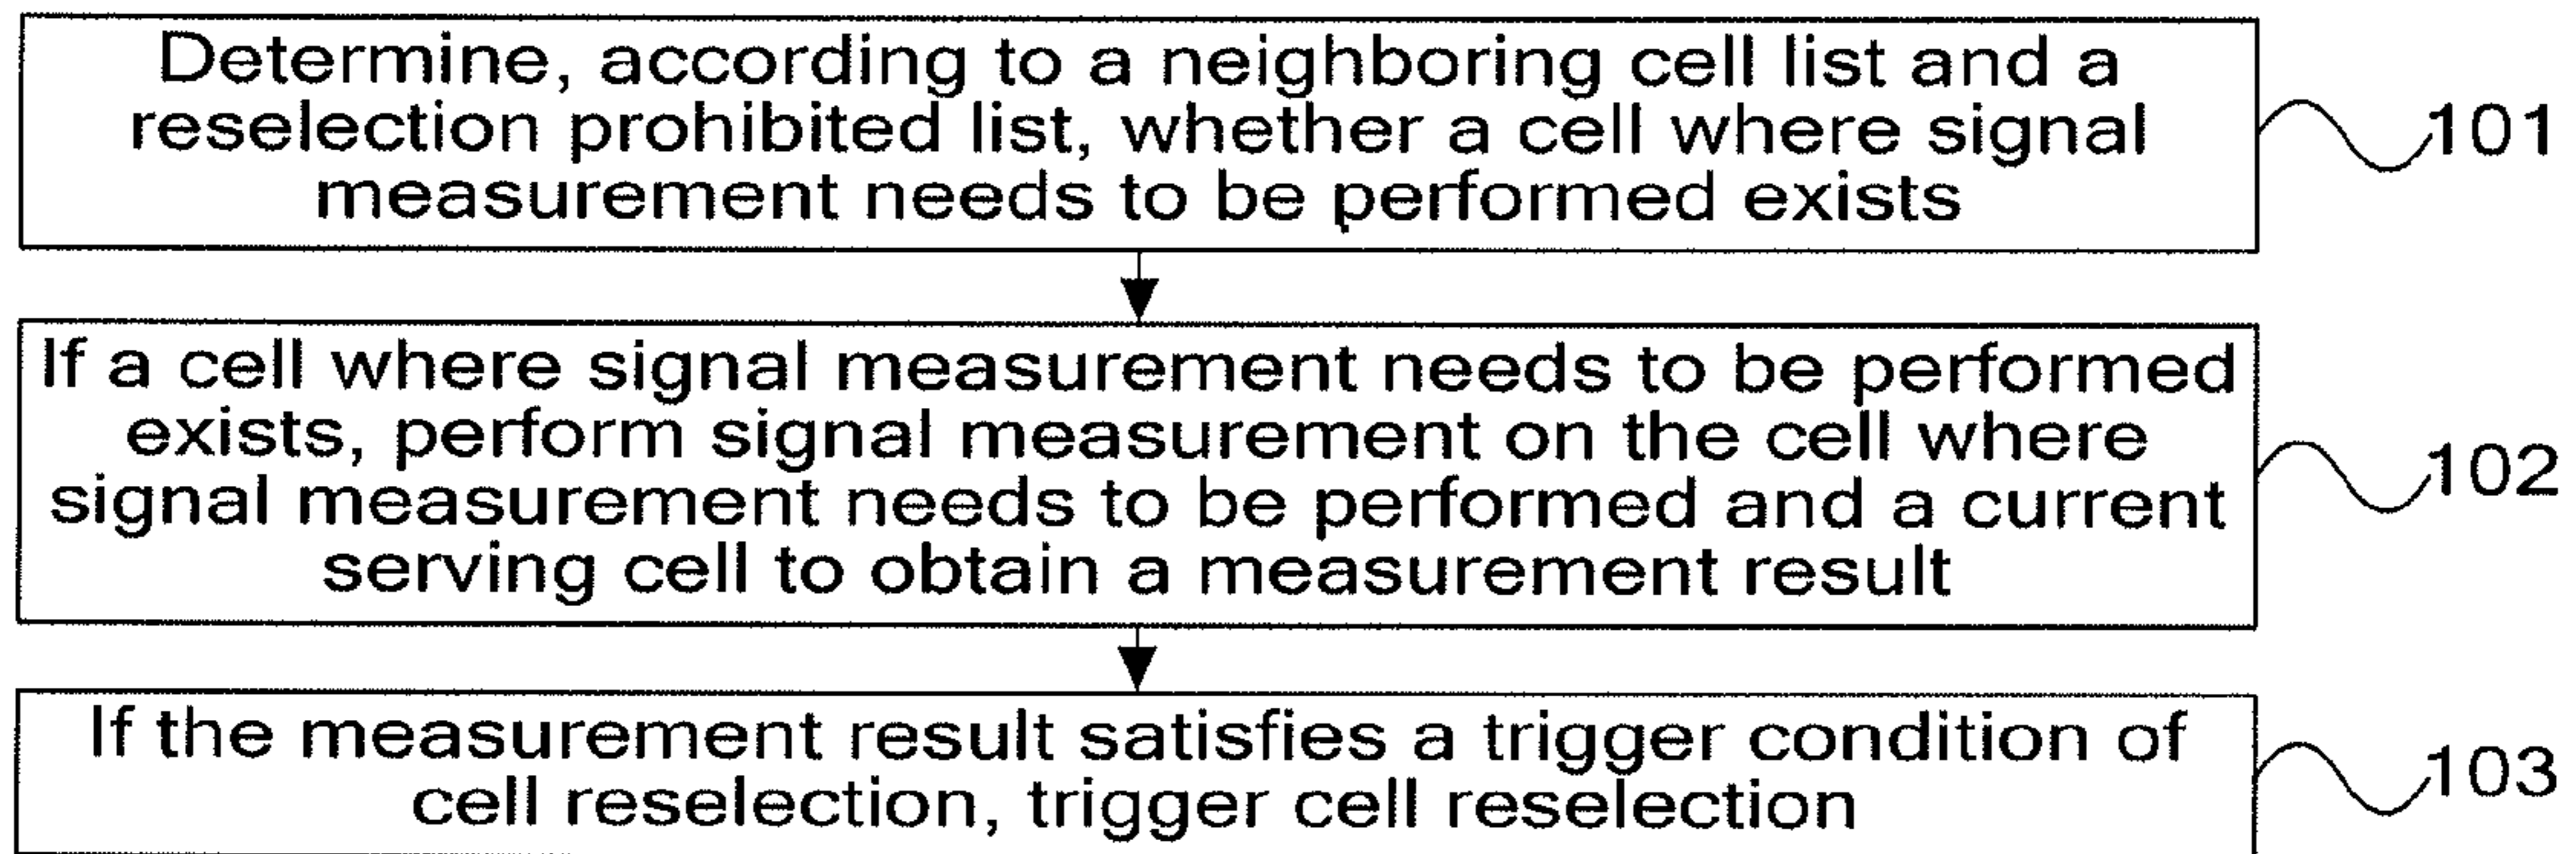 Determine, according to a neighboring cell list and a
reselection prohibited list, whether a cell where signal
measurement needs to be performed exists
101
If a cell where signal measurement needs to be performed
exists, perform signal measurement on the cell where
signal measurement needs to be performed and a current
serving cell to obtain a measurement result
102
If the measurement result satisfies a trigger condition of
cell reselection, trigger cell reselection
103